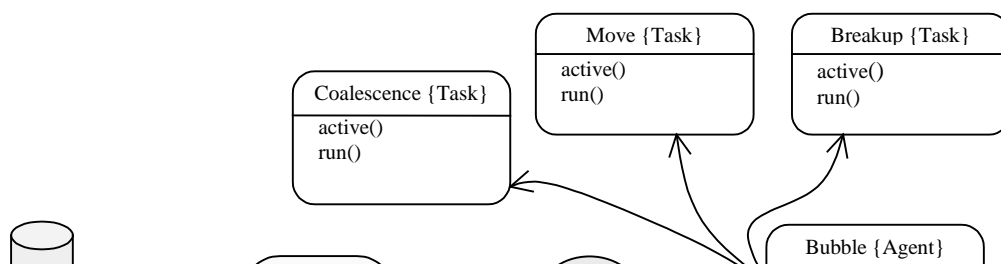 Move {Task}
active()
run()
Breakup {Task}
active()
run()
Coalescence {Task}
active()
run()
Bubble {Agent}